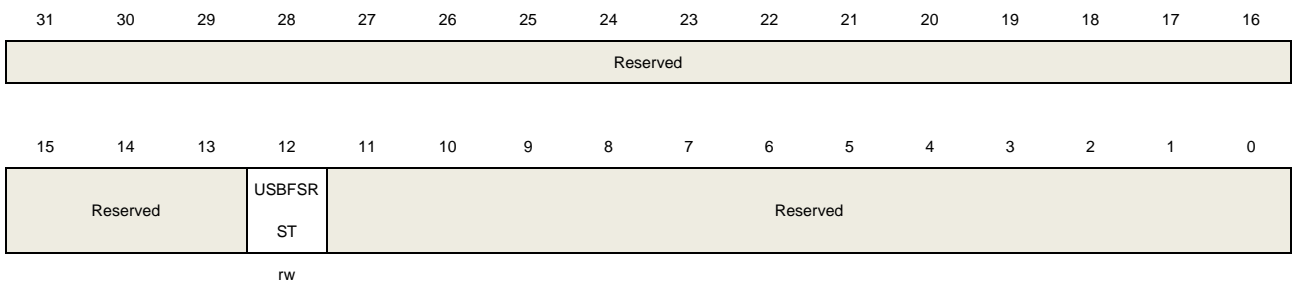 31 30 29 28 27 26 25 24 23 22 21 20 19 18 17 16
Reserved
15 14 13 12 11 10 9 8 7 6 5 4 3 2 1 0
Reserved USBFSR ST Reserved
rw